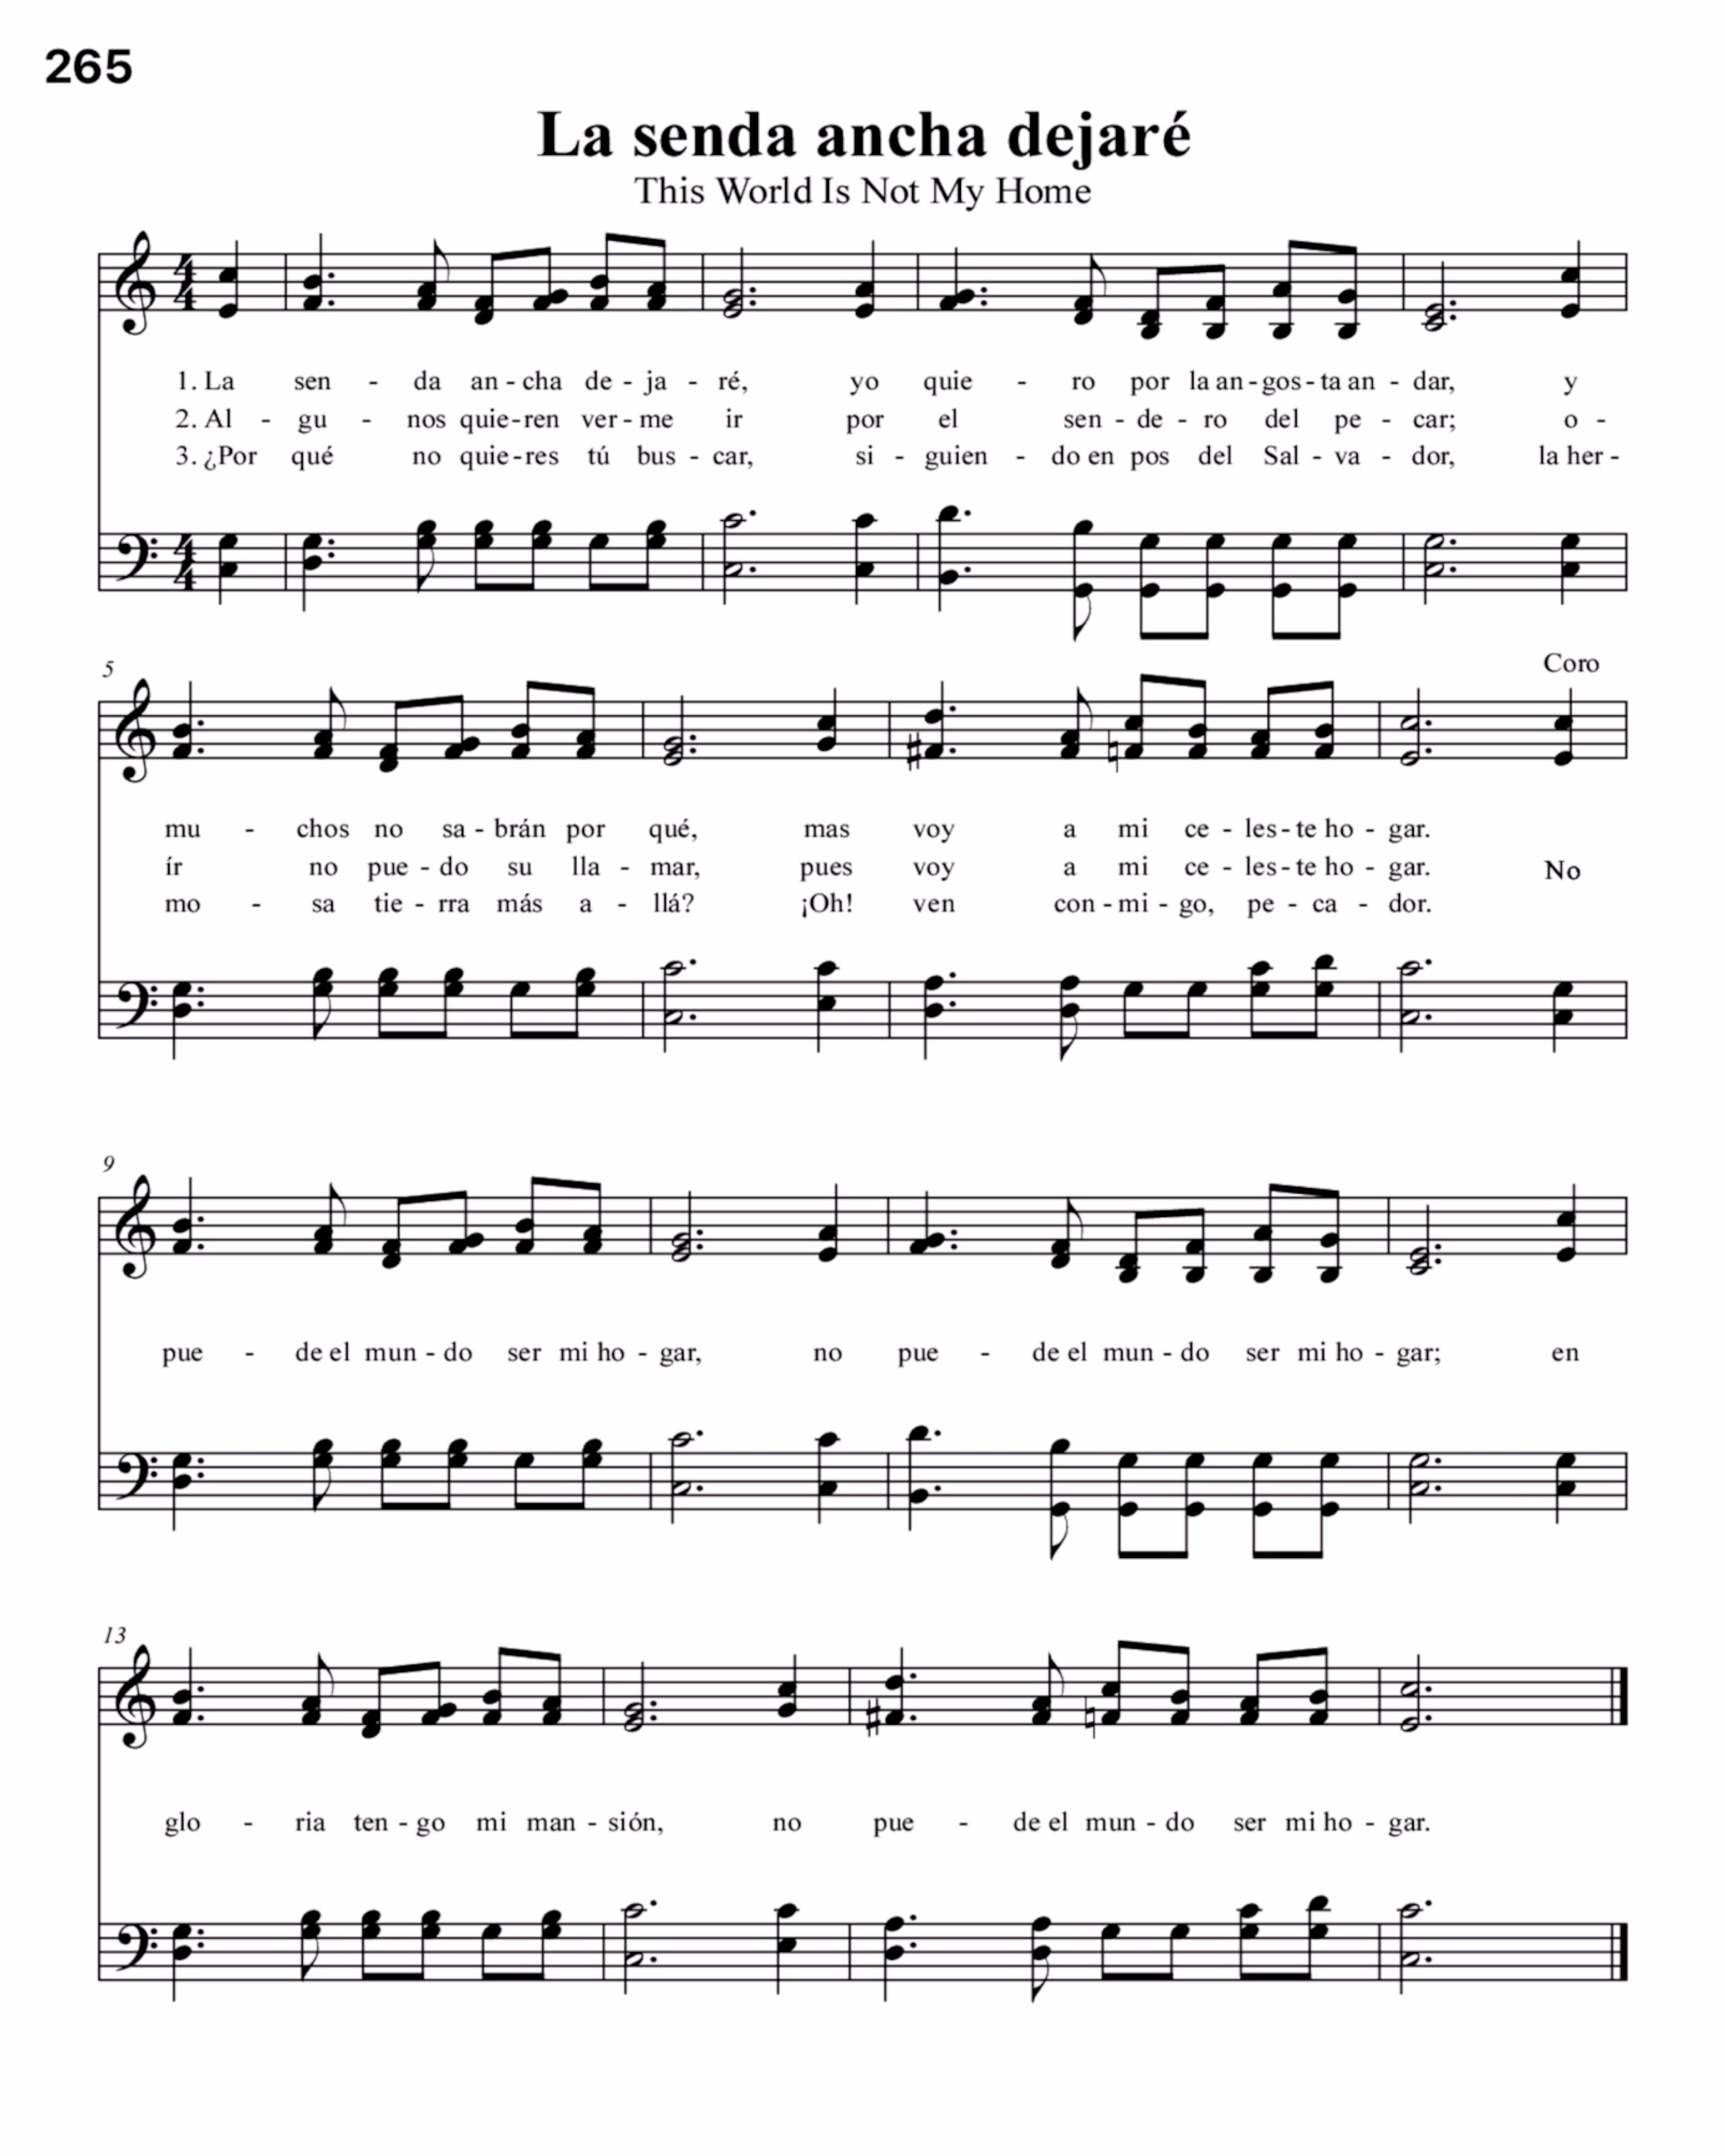 265
La senda ancha dejaré
This World Is Not My Home
1. La sen - da an - cha de - ja - ré, yo quie - ro por la an - gos - ta an - dar, y
2. Al - gu - nos quie - ren ver - me ir por el sen - de - ro del pe - car; o -
3. ¿Por qué no quie - res tú bus - car, si - guien - do en pos del Sal - va - dor, la her -
5
Coro
mu - chos no sa - brán por qué, mas voy a mi ce - les - te ho - gar.
ír no pue - do su lla - mar, pues voy a mi ce - les - te ho - gar. No
mo - sa tie - rra más a - llá? ¡Oh! ven con - mi - go, pe - ca - dor.
9
pue - de el mun - do ser mi ho - gar, no pue - de el mun - do ser mi ho - gar; en
13
glo - ria ten - go mi man - sión, no pue - de el mun - do ser mi ho - gar.